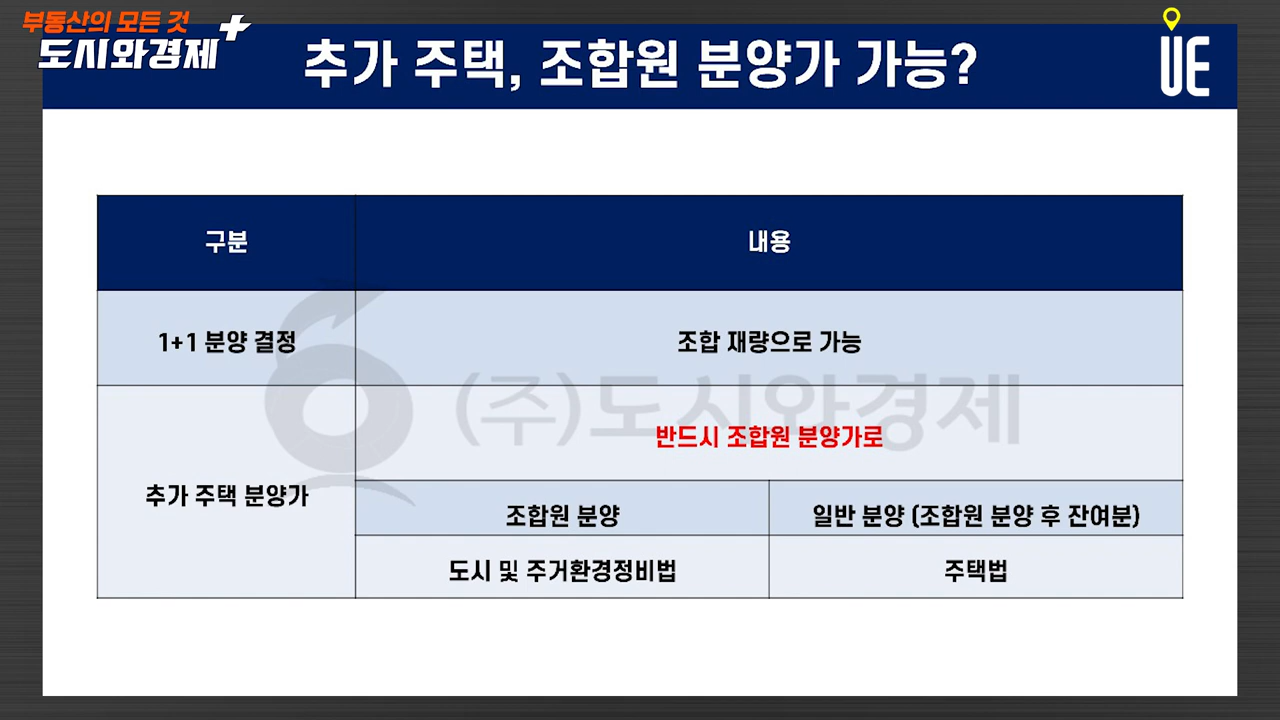 부동산의 모든 것
도시와경제
추가 주택, 조합원 분양가 가능?
UE
구분
내용
1+1 분양 결정
조합 재량으로 가능
(주)도시와경제
추가 주택 분양가
반드시 조합원 분양가로
조합원 분양
일반 분양 (조합원 분양 후 잔여분)
도시 및 주거환경정비법
주택법